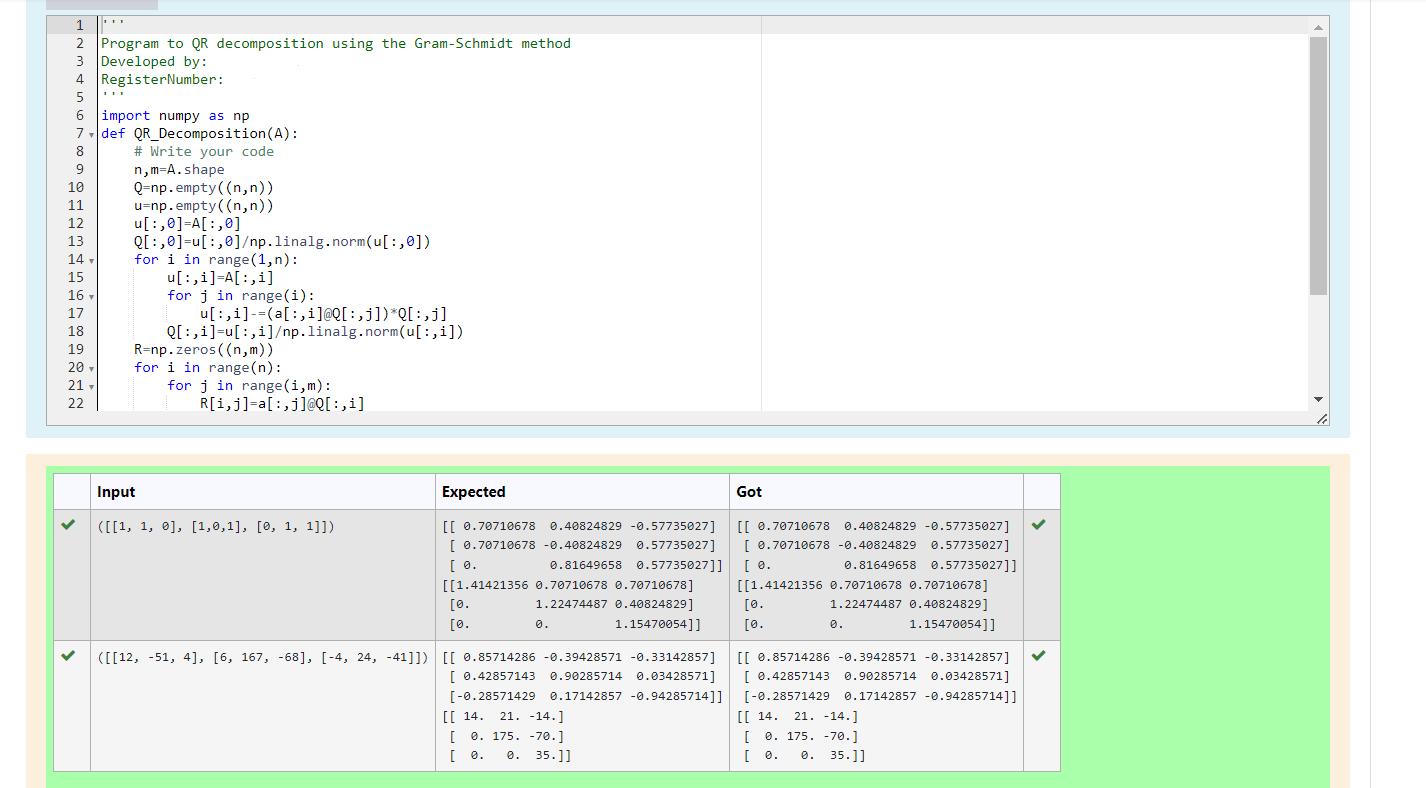 1 '''
2 Program to QR decomposition using the Gram-Schmidt method
3 Developed by:
4 RegisterNumber:
5 '''
6 import numpy as np
7 def QR_Decomposition(A):
8     # Write your code
9     n,m=A.shape
10     Q=np.empty((n,n))
11     u=np.empty((n,n))
12     u[:,0]=A[:,0]
13     Q[:,0]=u[:,0]/np.linalg.norm(u[:,0])
14     for i in range(1,n):
15         u[:,i]=A[:,i]
16         for j in range(i):
17             u[:,i]-=(a[:,i]@Q[:,j])*Q[:,j]
18         Q[:,i]=u[:,i]/np.linalg.norm(u[:,i])
19     R=np.zeros((n,m))
20     for i in range(n):
21         for j in range(i,m):
22             R[i,j]=a[:,j]@Q[:,i]
Input Expected Got
([[1, 1, 0], [1,0,1], [0, 1, 1]]) [[ 0.70710678  0.40824829 -0.57735027] [[ 0.70710678  0.40824829 -0.57735027]
[ 0.70710678 -0.40824829  0.57735027] [ 0.70710678 -0.40824829  0.57735027]
[ 0.          0.81649658  0.57735027]] [ 0.          0.81649658  0.57735027]]
[[1.41421356 0.70710678 0.70710678] [[1.41421356 0.70710678 0.70710678]
[0.         1.22474487 0.40824829] [0.         1.22474487 0.40824829]
[0.         0.         1.15470054]] [0.         0.         1.15470054]]
([[12, -51, 4], [6, 167, -68], [-4, 24, -41]]) [[ 0.85714286 -0.39428571 -0.33142857] [[ 0.85714286 -0.39428571 -0.33142857]
[ 0.42857143  0.90285714  0.03428571] [ 0.42857143  0.90285714  0.03428571]
[-0.28571429  0.17142857 -0.94285714]] [-0.28571429  0.17142857 -0.94285714]]
[[ 14.  21. -14.] [[ 14.  21. -14.]
[  0. 175. -70.] [  0. 175. -70.]
[  0.   0.  35.]] [  0.   0.  35.]]